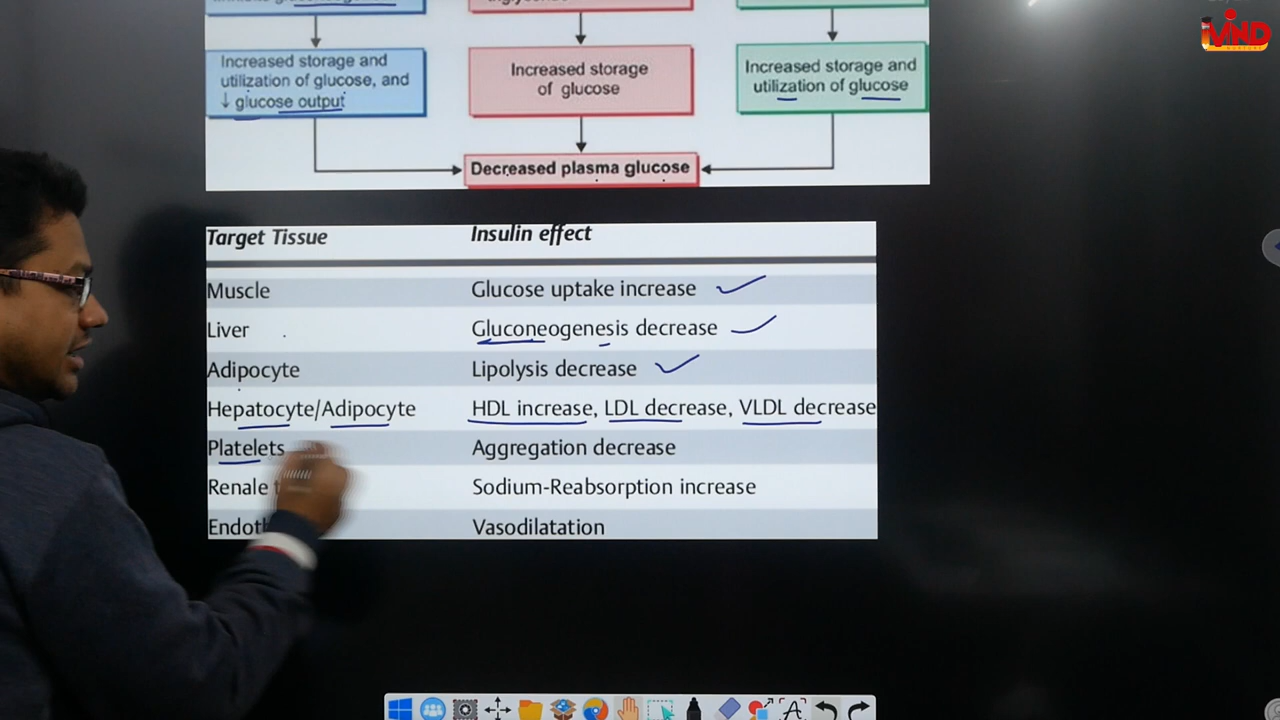 Increased storage and
utilization of glucose, and
↓ glucose output
Increased storage
of glucose
Increased storage and
utilization of glucose
Decreased plasma glucose
Target Tissue Insulin effect
Muscle Glucose uptake increase
Liver Gluconeogenesis decrease
Adipocyte Lipolysis decrease
Hepatocyte/Adipocyte HDL increase, LDL decrease, VLDL decrease
Platelets Aggregation decrease
Renale Sodium-Reabsorption increase
Vasodilatation
iMIND